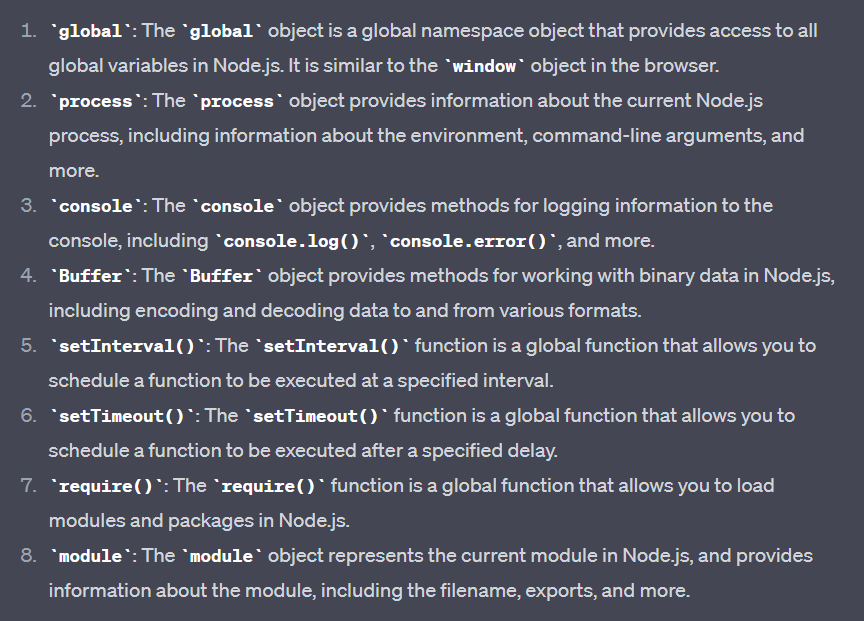 1. `global`: The `global` object is a global namespace object that provides access to all
global variables in Node.js. It is similar to the `window` object in the browser.
2. `process`: The `process` object provides information about the current Node.js
process, including information about the environment, command-line arguments, and
more.
3. `console`: The `console` object provides methods for logging information to the
console, including `console.log()`, `console.error()`, and more.
4. `Buffer`: The `Buffer` object provides methods for working with binary data in Node.js,
including encoding and decoding data to and from various formats.
5. `setInterval()`: The `setInterval()` function is a global function that allows you to
schedule a function to be executed at a specified interval.
6. `setTimeout()`: The `setTimeout()` function is a global function that allows you to
schedule a function to be executed after a specified delay.
7. `require()`: The `require()` function is a global function that allows you to load
modules and packages in Node.js.
8. `module`: The `module` object represents the current module in Node.js, and provides
information about the module, including the filename, exports, and more.